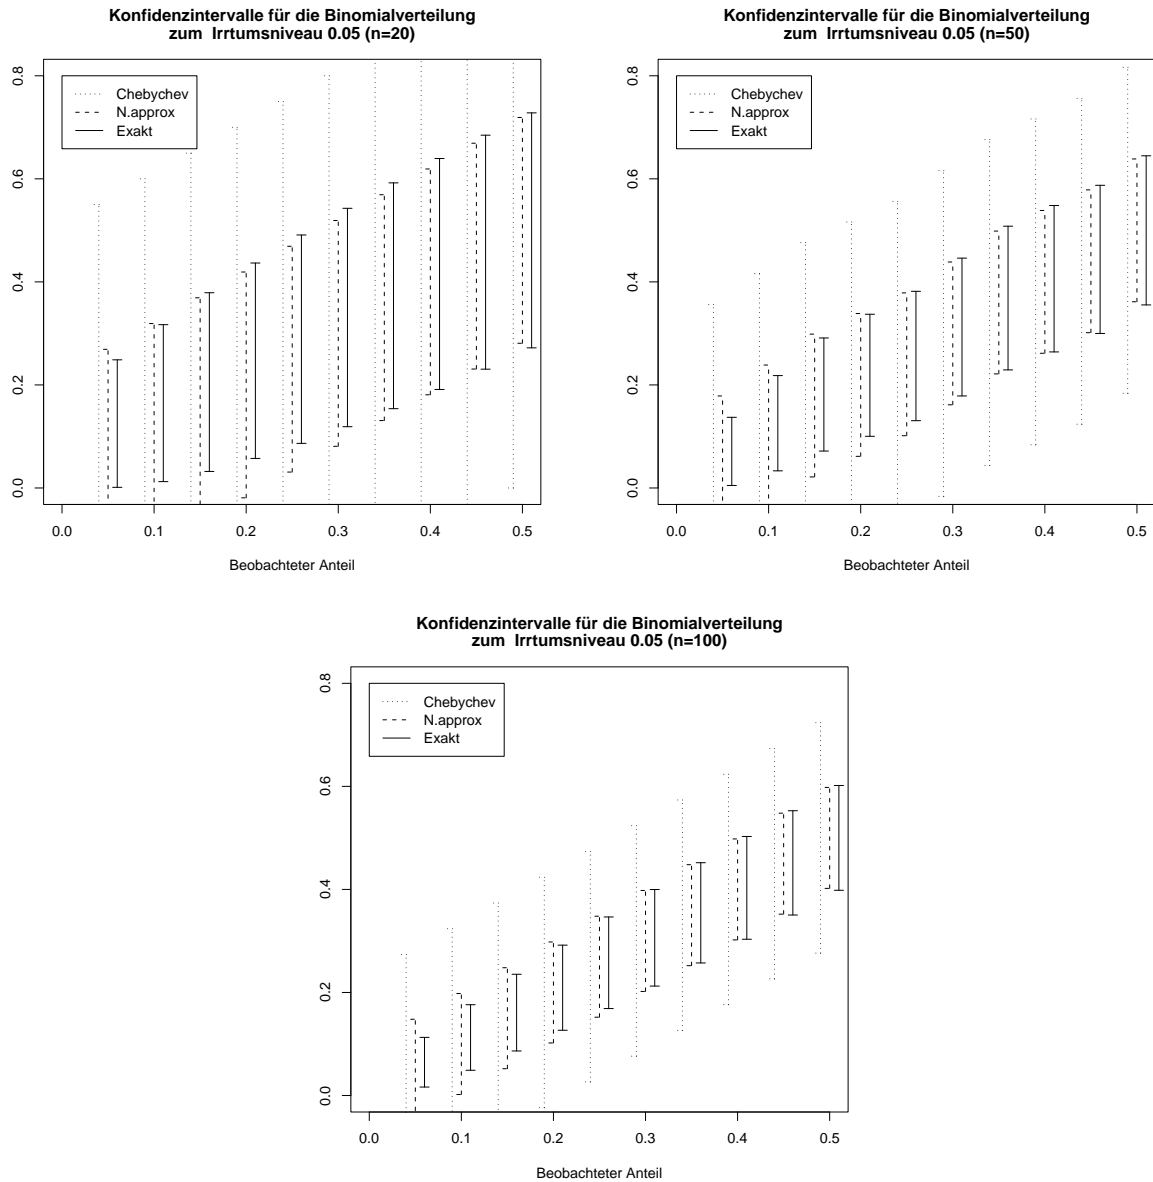 Konfidenzintervalle für die Binomialverteilung
zum Irrtumsniveau 0.05 (n=20)
0.8
0.6
0.4
0.2
0.0
Chebychev
N.approx
Exakt
0.0 0.1 0.2 0.3 0.4 0.5
Beobachteter Anteil
Konfidenzintervalle für die Binomialverteilung
zum Irrtumsniveau 0.05 (n=50)
0.8
0.6
0.4
0.2
0.0
Chebychev
N.approx
Exakt
0.0 0.1 0.2 0.3 0.4 0.5
Beobachteter Anteil
Konfidenzintervalle für die Binomialverteilung
zum Irrtumsniveau 0.05 (n=100)
0.8
0.6
0.4
0.2
0.0
Chebychev
N.approx
Exakt
0.0 0.1 0.2 0.3 0.4 0.5
Beobachteter Anteil